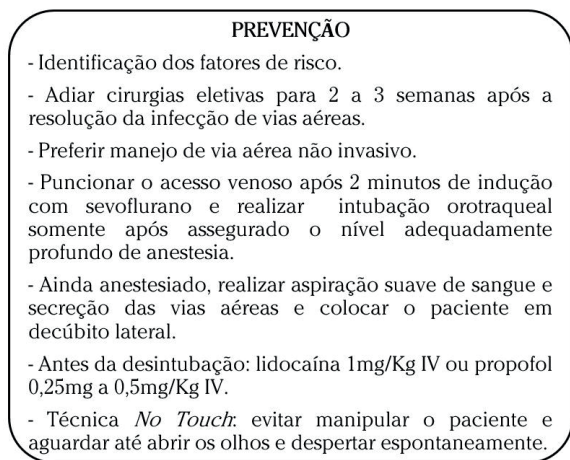 PREVENÇÃO
- Identificação dos fatores de risco.
- Adiar cirurgias eletivas para 2 a 3 semanas após a
resolução da infecção de vias aéreas.
- Preferir manejo de via aérea não invasivo.
- Puncionar o acesso venoso após 2 minutos de indução
com sevoflurano e realizar intubação orotraqueal
somente após assegurado o nível adequadamente
profundo de anestesia.
- Ainda anestesiado, realizar aspiração suave de sangue e
secreção das vias aéreas e colocar o paciente em
decúbito lateral.
- Antes da desintubação: lidocaína 1mg/Kg IV ou propofol
0,25mg a 0,5mg/Kg IV.
- Técnica No Touch: evitar manipular o paciente e
aguardar até abrir os olhos e despertar espontaneamente.